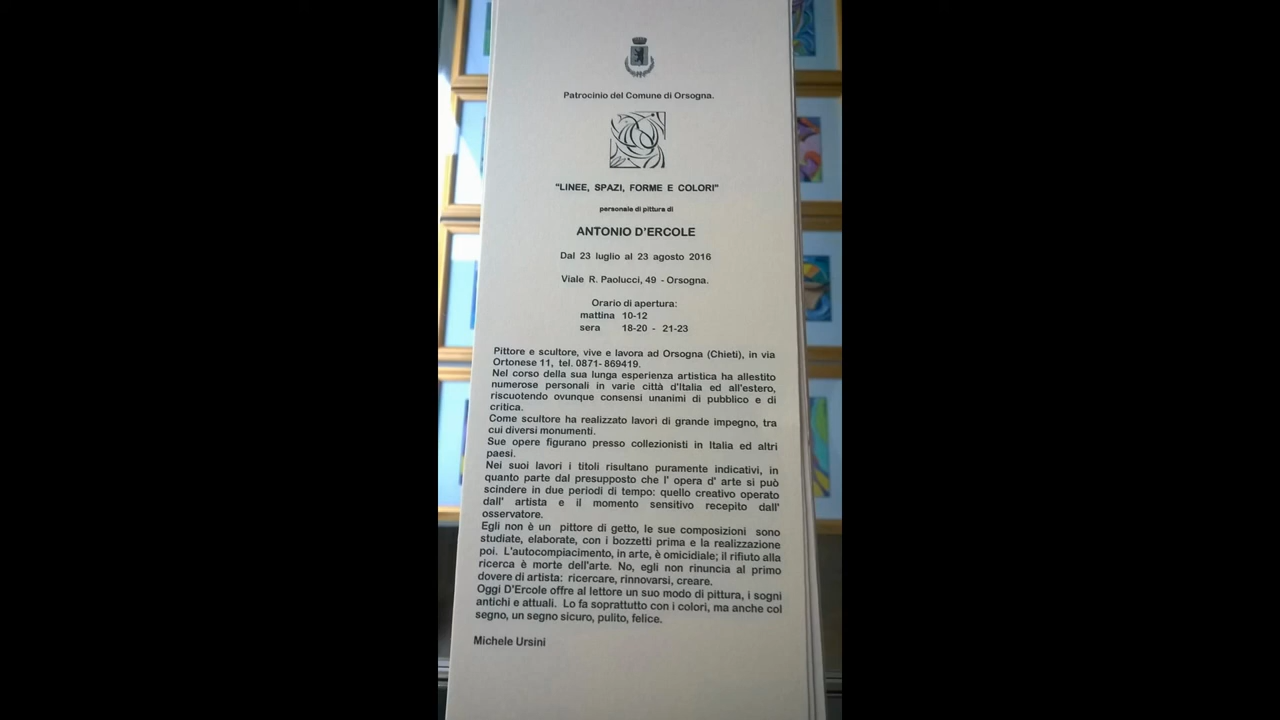 Patrocinio del Comune di Orsogna.
"LINEE, SPAZI, FORME E COLORI"
personale di pittura di
ANTONIO D'ERCOLE
Dal 23 luglio al 23 agosto 2016
Viale R. Paolucci, 49 - Orsogna.
Orario di apertura:
mattina 10-12
sera 18-20 - 21-23
Pittore e scultore, vive e lavora ad Orsogna (Chieti), in via
Ortonese 11, tel. 0871- 869419.
Nel corso della sua lunga esperienza artistica ha allestito
numerose personali in varie città d'Italia ed all'estero,
riscuotendo ovunque consensi unanimi di pubblico e di
critica.
Come scultore ha realizzato lavori di grande impegno, tra
cui diversi monumenti.
Sue opere figurano presso collezionisti in Italia ed altri
paesi.
Nei suoi lavori i titoli risultano puramente indicativi, in
quanto parte dal presupposto che l' opera d' arte si può
scindere in due periodi di tempo: quello creativo operato
dall' artista e il momento sensitivo recepito dall'
osservatore.
Egli non è un pittore di getto, le sue composizioni sono
studiate, elaborate, con i bozzetti prima e la realizzazione
poi. L'autocompiacimento, in arte, è omicidiale; il rifiuto alla
ricerca è morte dell'arte. No, egli non rinuncia al primo
dovere di artista: ricercare, rinnovarsi, creare.
Oggi D'Ercole offre al lettore un suo modo di pittura, i sogni
antichi e attuali. Lo fa soprattutto con i colori, ma anche col
segno, un segno sicuro, pulito, felice.
Michele Ursini